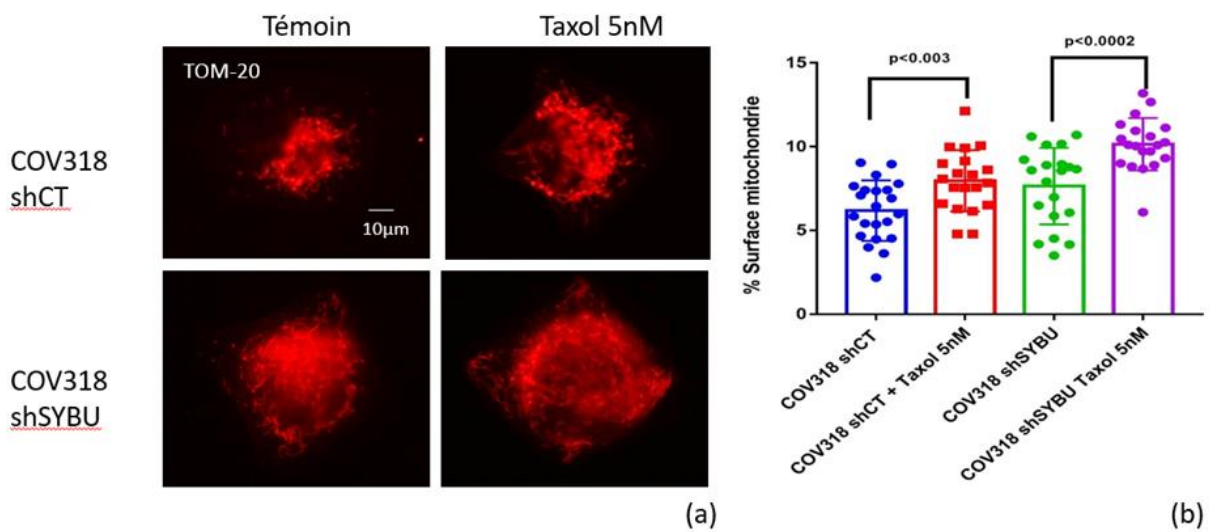 Témoin
Taxol 5nM
TOM-20
COV318
shCT
10µm
COV318
shSYBU
(a)
p<0.003
p<0.0002
% Surface mitochondrie
15
10
5
0
COV318 shCT
COV318 shCT + Taxol 5nM
COV318 shSYBU
COV318 shSYBU Taxol 5nM
(b)